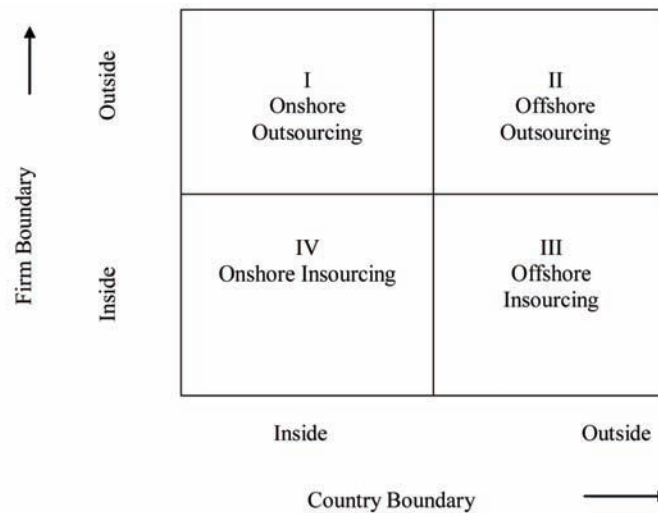 Outside
I
Onshore
Outsourcing
II
Offshore
Outsourcing
Firm Boundary
Inside
IV
Onshore Insourcing
III
Offshore
Insourcing
Inside
Outside
Country Boundary